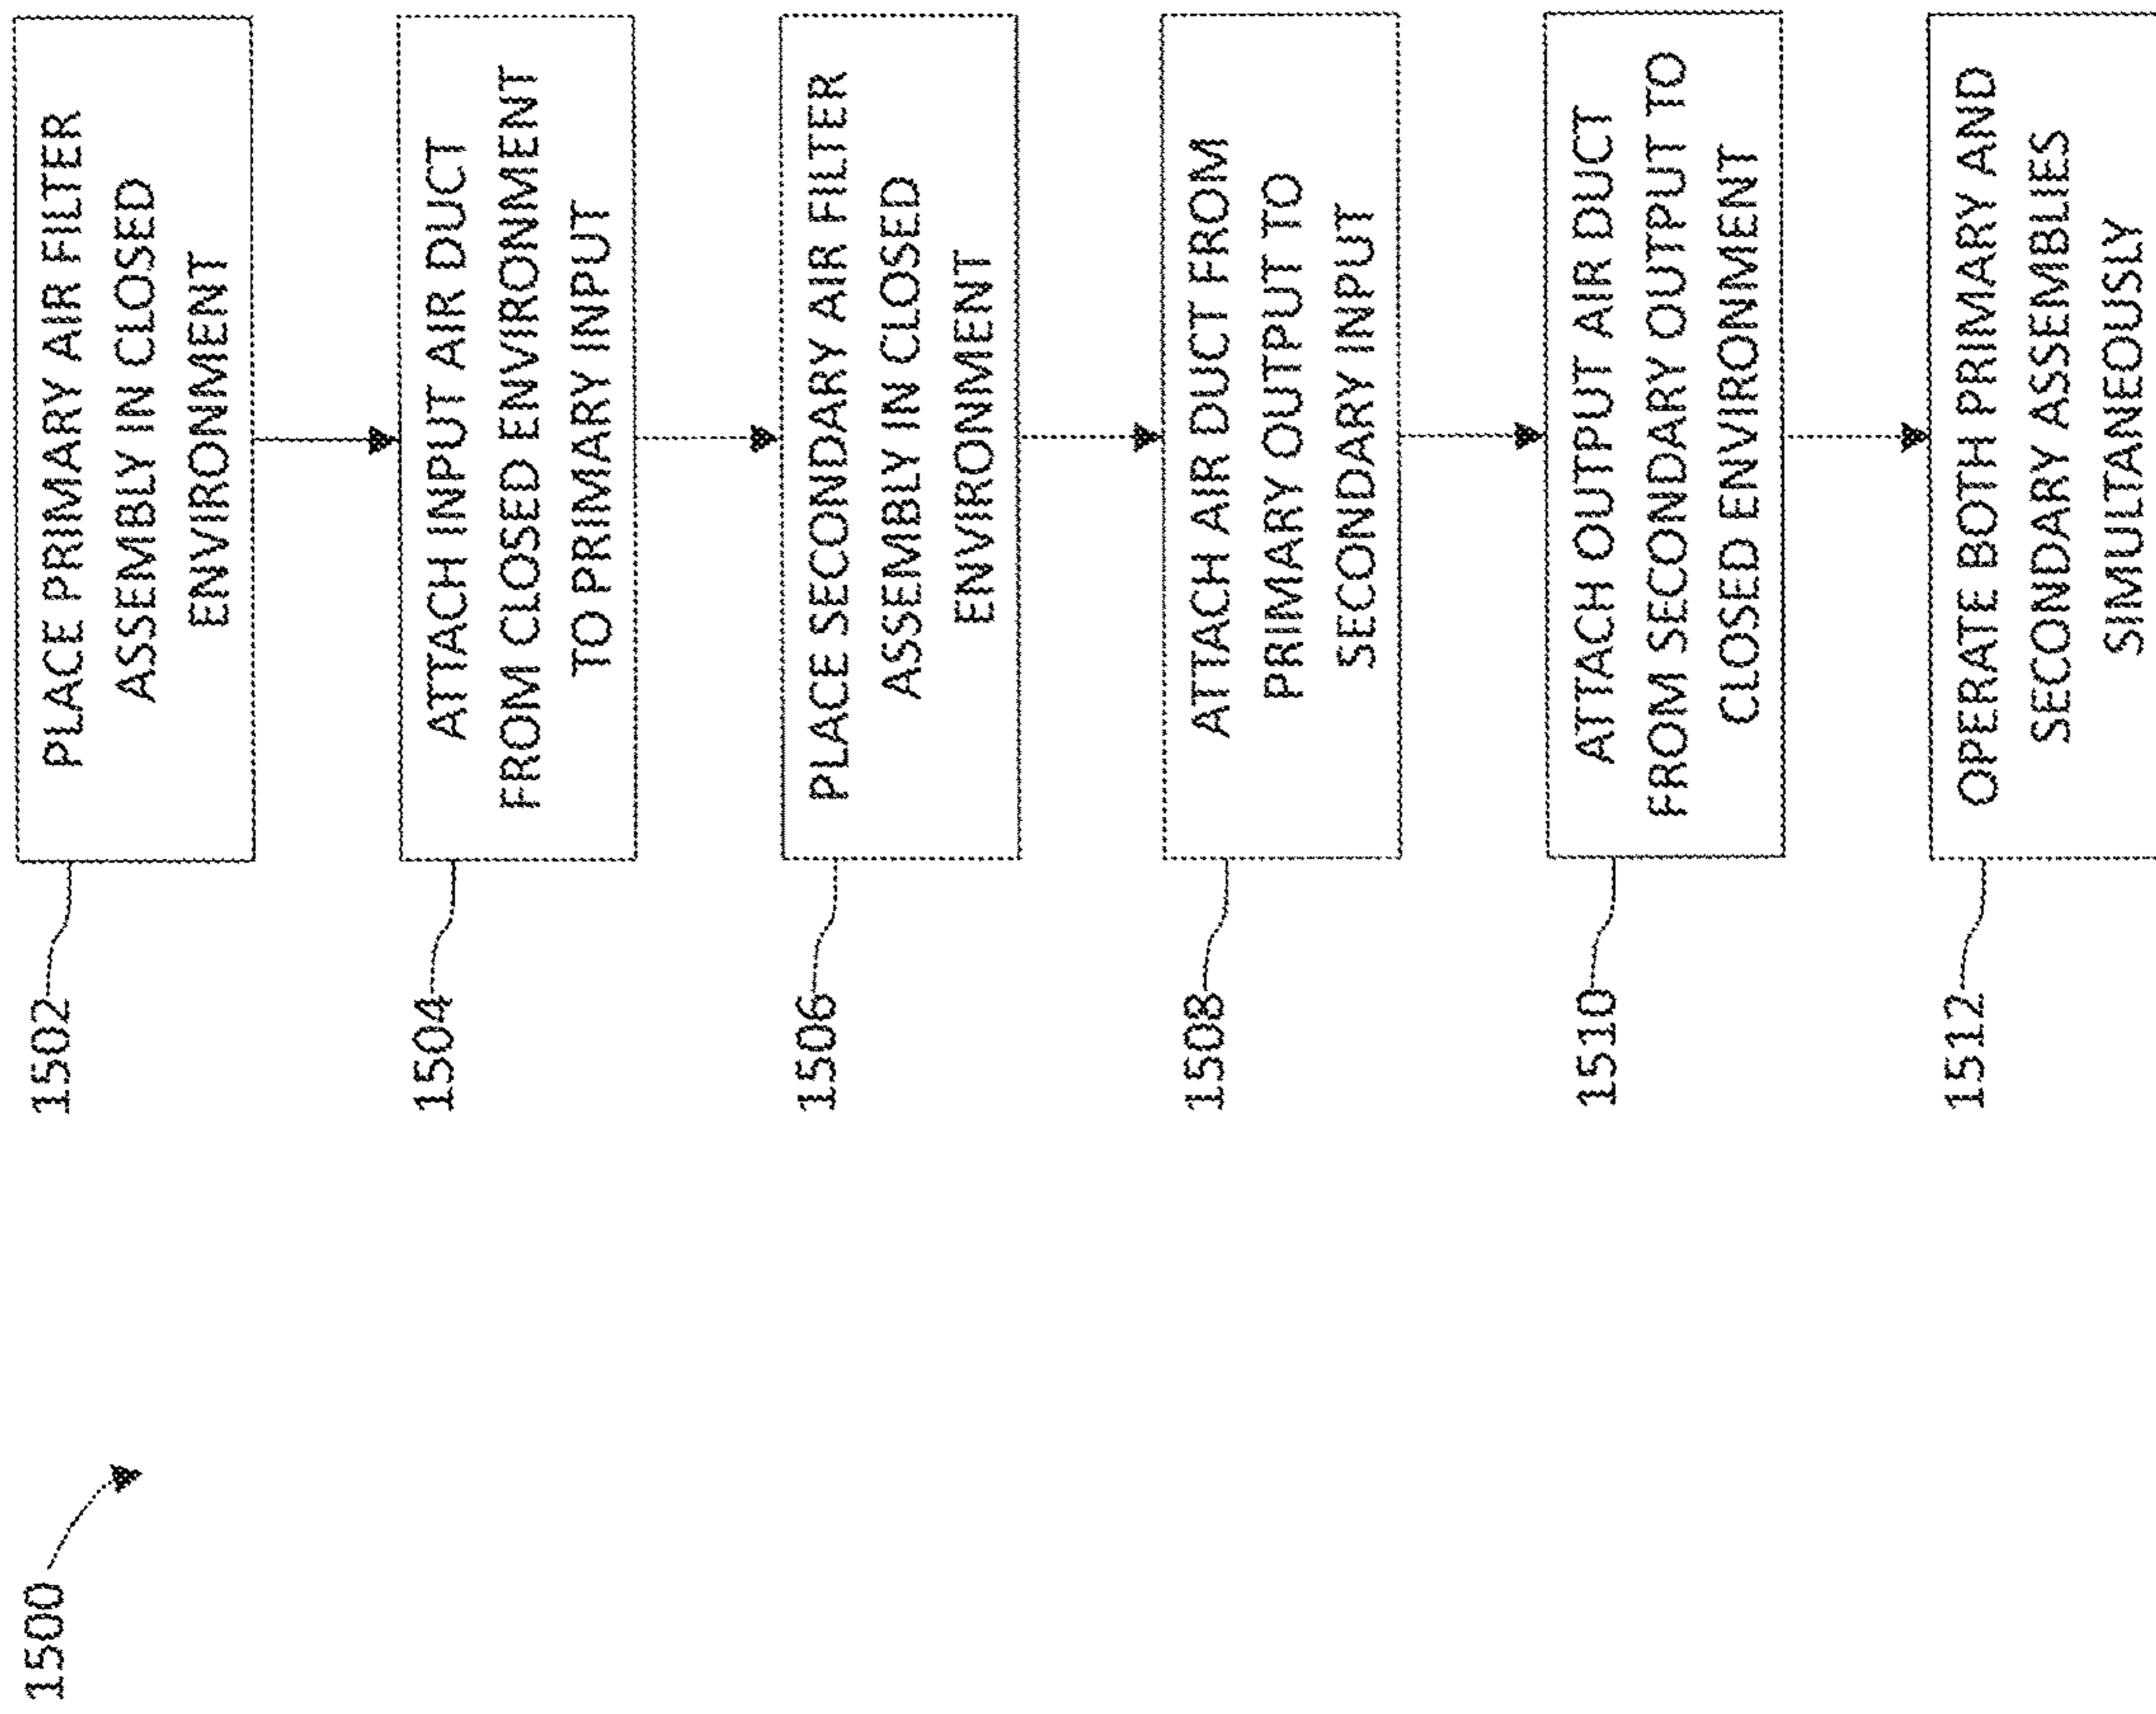 1500
1502
PLACE PRIMARY AIR FILTER
ASSEMBLY IN CLOSED
ENVIRONMENT
1504
ATTACH INPUT AIR DUCT
FROM CLOSED ENVIRONMENT
TO PRIMARY INPUT
1506
PLACE SECONDARY AIR FILTER
ASSEMBLY IN CLOSED
ENVIRONMENT
1508
ATTACH AIR DUCT FROM
PRIMARY OUTPUT TO
SECONDARY INPUT
1510
ATTACH OUTPUT AIR DUCT
FROM SECONDARY OUTPUT TO
CLOSED ENVIRONMENT
1512
OPERATE BOTH PRIMARY AND
SECONDARY ASSEMBLIES
SIMULTANEOUSLY